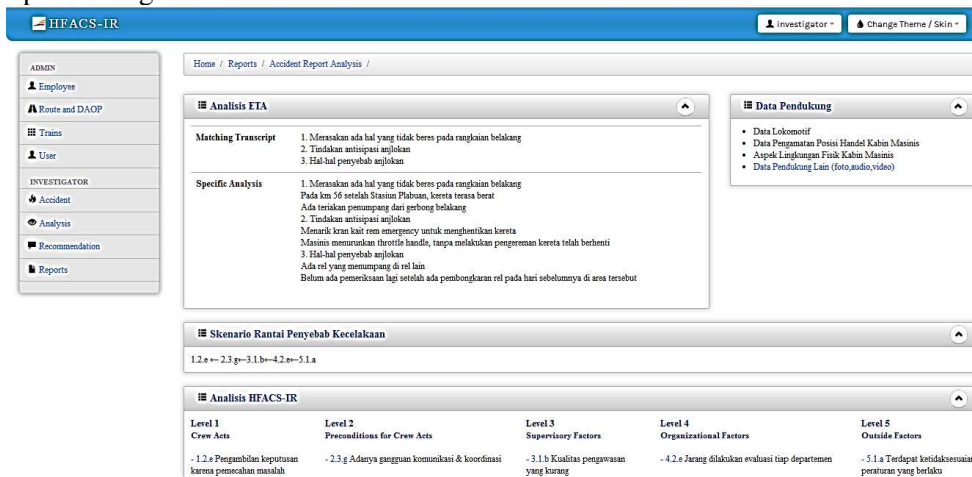 HFACS-IR
investigator
Change Theme / Skin
ADMIN
Employee
Route and DAOP
Trains
User
INVESTIGATOR
Accident
Analysis
Recommendation
Reports
Home / Reports / Accident Report Analysis /
Analisis ETA
Matching Transcript
1. Merasakan ada hal yang tidak beres pada rangkaian belakang
2. Tindakan antisipasi anjlokan
3. Hal-hal penyebab anjlokan
Specific Analysis
1. Merasakan ada hal yang tidak beres pada rangkaian belakang
Pada km 56 setelah Stasiun Plabuan, kereta terasa berat
Ada teriakan penumpang dari gerbong belakang
2. Tindakan antisipasi anjlokan
Menarik kran kait rem emergency untuk menghentikan kereta
Masinis menurunkan throttle handle, tanpa melakukan pengereman kereta telah berhenti
3. Hal-hal penyebab anjlokan
Ada rel yang menumpang di rel lain
Belum ada pemeriksaan lagi setelah ada pembongkaran rel pada hari sebelumnya di area tersebut
Data Pendukung
Data Lokomotif
Data Pengamatan Posisi Handel Kabin Masinis
Aspek Lingkungan Fisik Kabin Masinis
Data Pendukung Lain (foto,audio,video)
Skenario Rantai Penyebab Kecelakaan
1.2.e ← 2.3.g←3.1.b←4.2.e←5.1.a
Analisis HFACS-IR
Level 1
Crew Acts
- 1.2.e Pengambilan keputusan
karena pemecahan masalah
Level 2
Preconditions for Crew Acts
- 2.3.g Adanya gangguan komunikasi & koordinasi
Level 3
Supervisory Factors
- 3.1.b Kualitas pengawasan
yang kurang
Level 4
Organizational Factors
- 4.2.e Jarang dilakukan evaluasi tiap departemen
Level 5
Outside Factors
- 5.1.a Terdapat ketidaksesuaian
peraturan yang berlaku